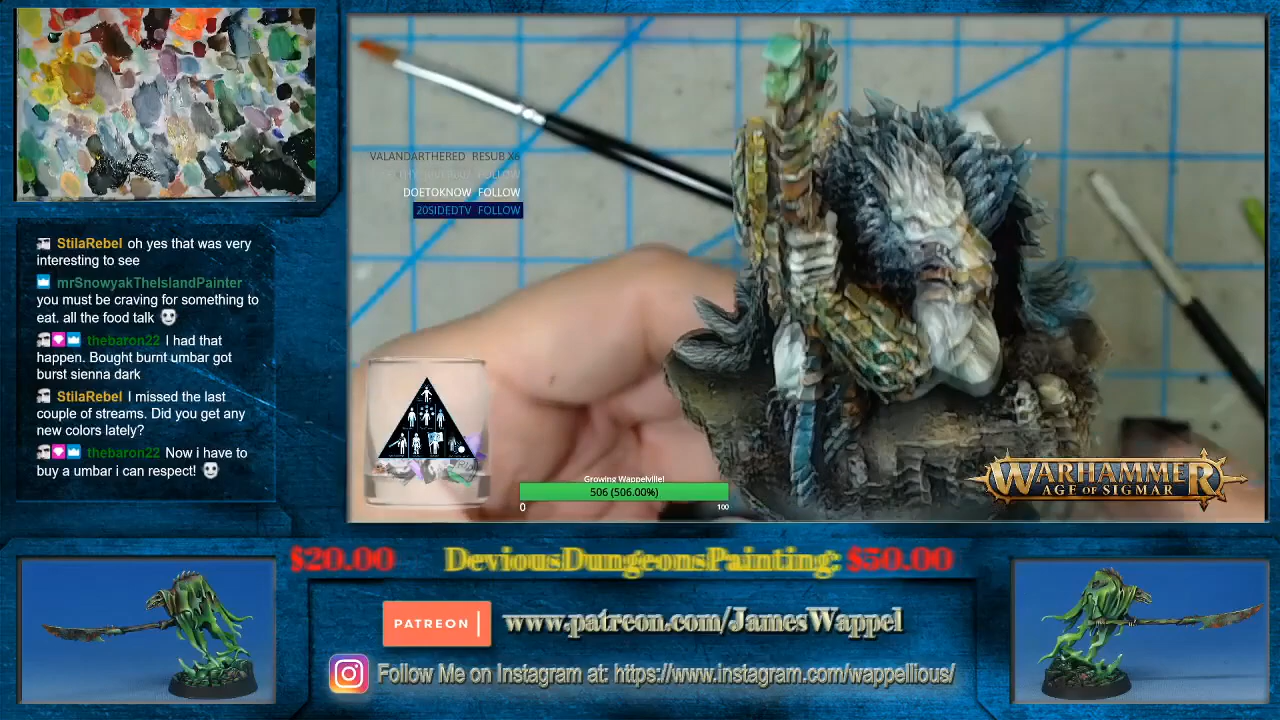 VALANDARTHERED RESUB X6
FOLLOW
DOETOKNOW FOLLOW
20SIDEDTV FOLLOW
StilaRebel oh yes that was very
interesting to see
mrSnowyakTheIslandPainter
you must be craving for something to
eat. all the food talk
thebaron22 I had that
happen. Bought burnt umbar got
burst sienna dark
StilaRebel I missed the last
couple of streams. Did you get any
new colors lately?
thebaron22 Now i have to
buy a umbar i can respect!
Growing Wappelville!
506 (506.00%)
0
100
WARHAMMER
AGE OF SIGMAR
$20.00
DeviousDungeonsPainting: $50.00
PATREON
www.patreon.com/JamesWappel
Follow Me on Instagram at: https://www.instagram.com/wappellious/